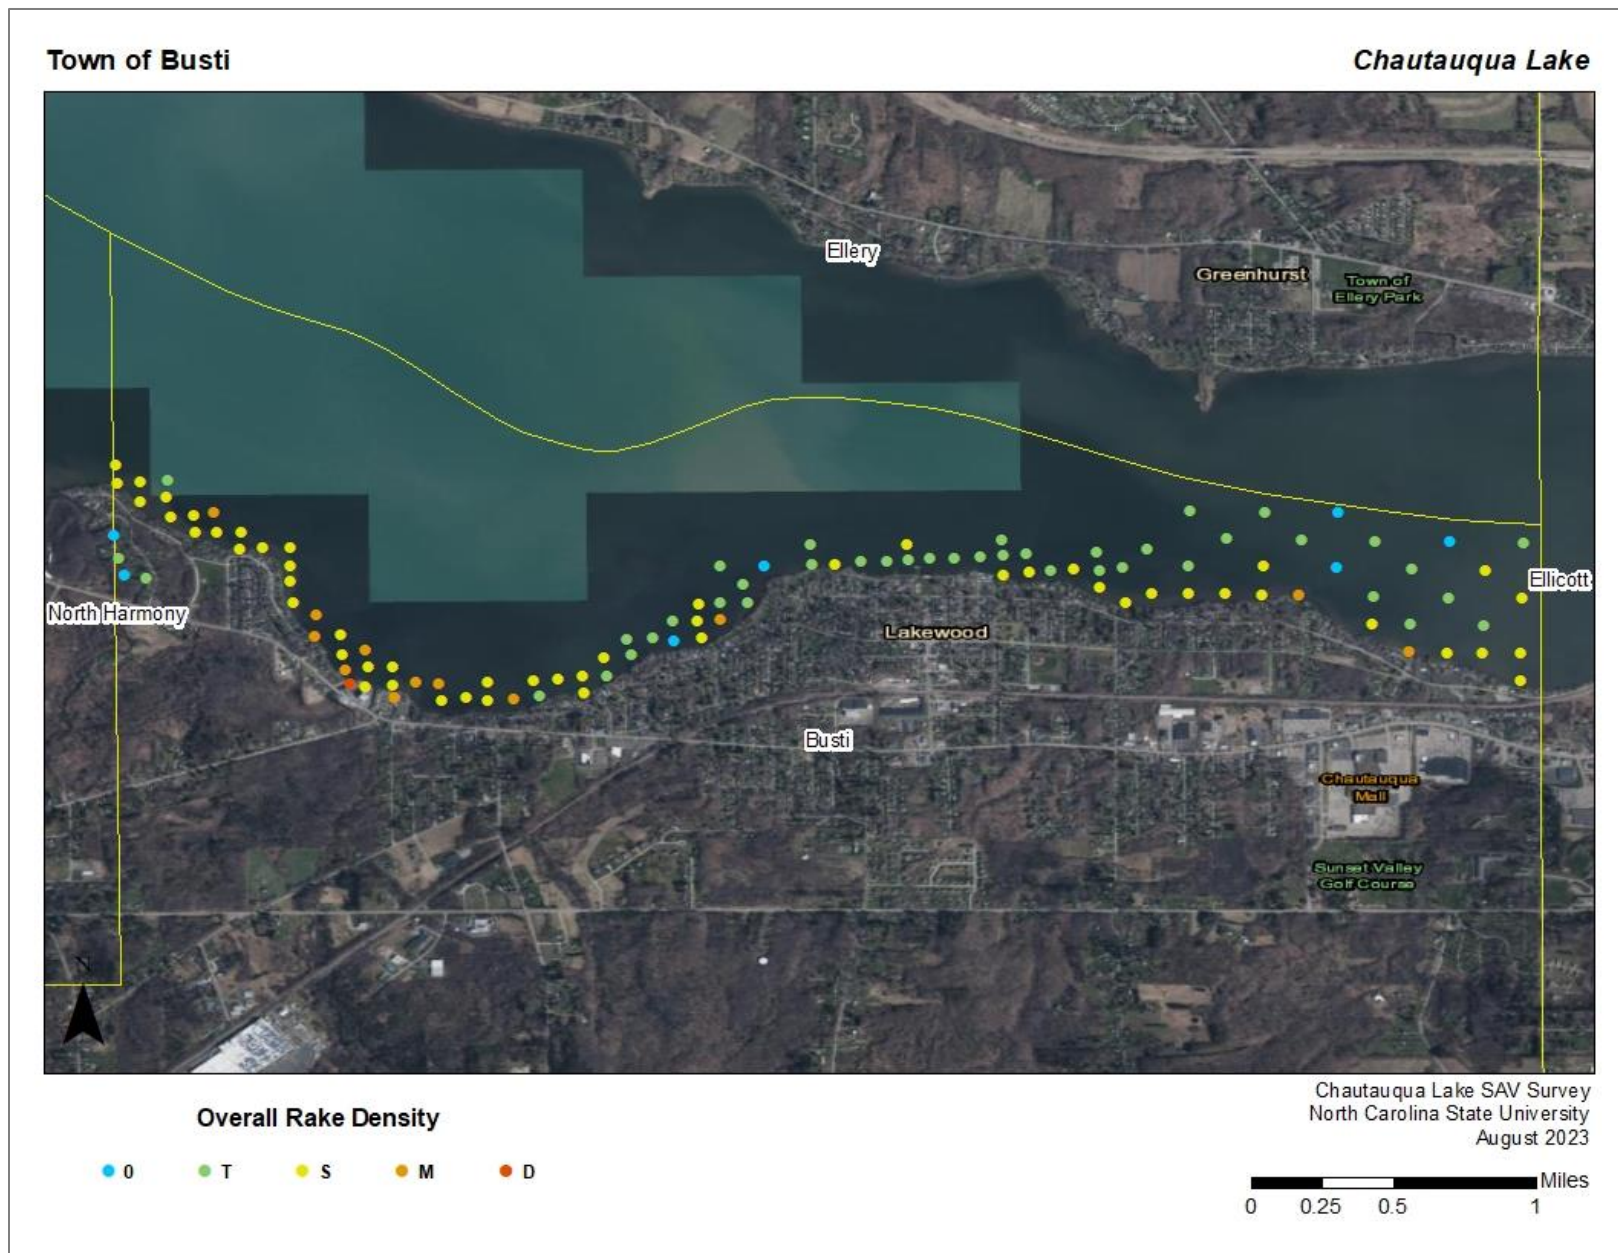 Town of Busti
Chautauqua Lake
Ellery
Greenhurst
Town of
Ellery Park
Ellicott
North Harmony
Lakewood
Busti
Chautauqua
Mall
Sunset Valley
Golf Course
N
Chautauqua Lake SAV Survey
North Carolina State University
August 2023
Overall Rake Density
0 T S M D
Miles
0 0.25 0.5 1